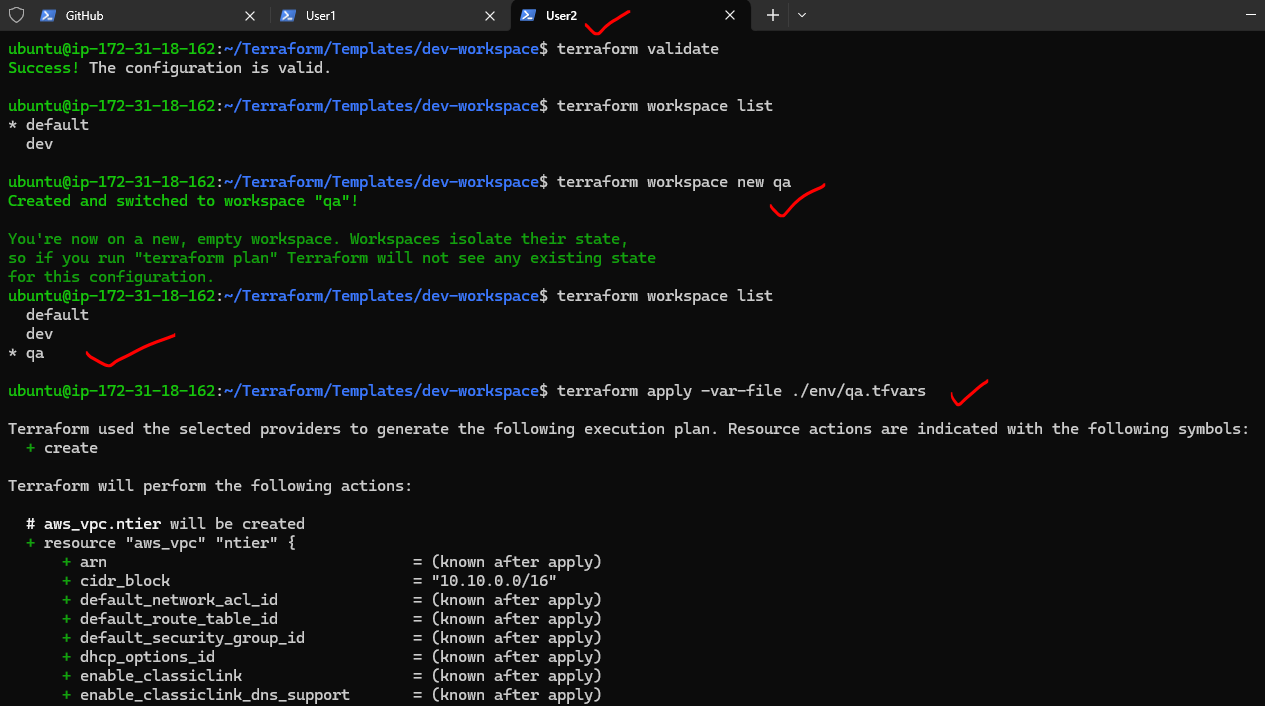 GitHub
User1
User2
ubuntu@ip-172-31-18-162:~/Terraform/Templates/dev-workspace$ terraform validate
Success! The configuration is valid.
ubuntu@ip-172-31-18-162:~/Terraform/Templates/dev-workspace$ terraform workspace list
* default
dev
ubuntu@ip-172-31-18-162:~/Terraform/Templates/dev-workspace$ terraform workspace new qa
Created and switched to workspace "qa"!
You're now on a new, empty workspace. Workspaces isolate their state,
so if you run "terraform plan" Terraform will not see any existing state
for this configuration.
ubuntu@ip-172-31-18-162:~/Terraform/Templates/dev-workspace$ terraform workspace list
default
dev
* qa
ubuntu@ip-172-31-18-162:~/Terraform/Templates/dev-workspace$ terraform apply -var-file ./env/qa.tfvars
Terraform used the selected providers to generate the following execution plan. Resource actions are indicated with the following symbols:
+ create
Terraform will perform the following actions:
# aws_vpc.ntier will be created
+ resource "aws_vpc" "ntier" {
+ arn = (known after apply)
+ cidr_block = "10.10.0.0/16"
+ default_network_acl_id = (known after apply)
+ default_route_table_id = (known after apply)
+ default_security_group_id = (known after apply)
+ dhcp_options_id = (known after apply)
+ enable_classiclink = (known after apply)
+ enable_classiclink_dns_support = (known after apply)